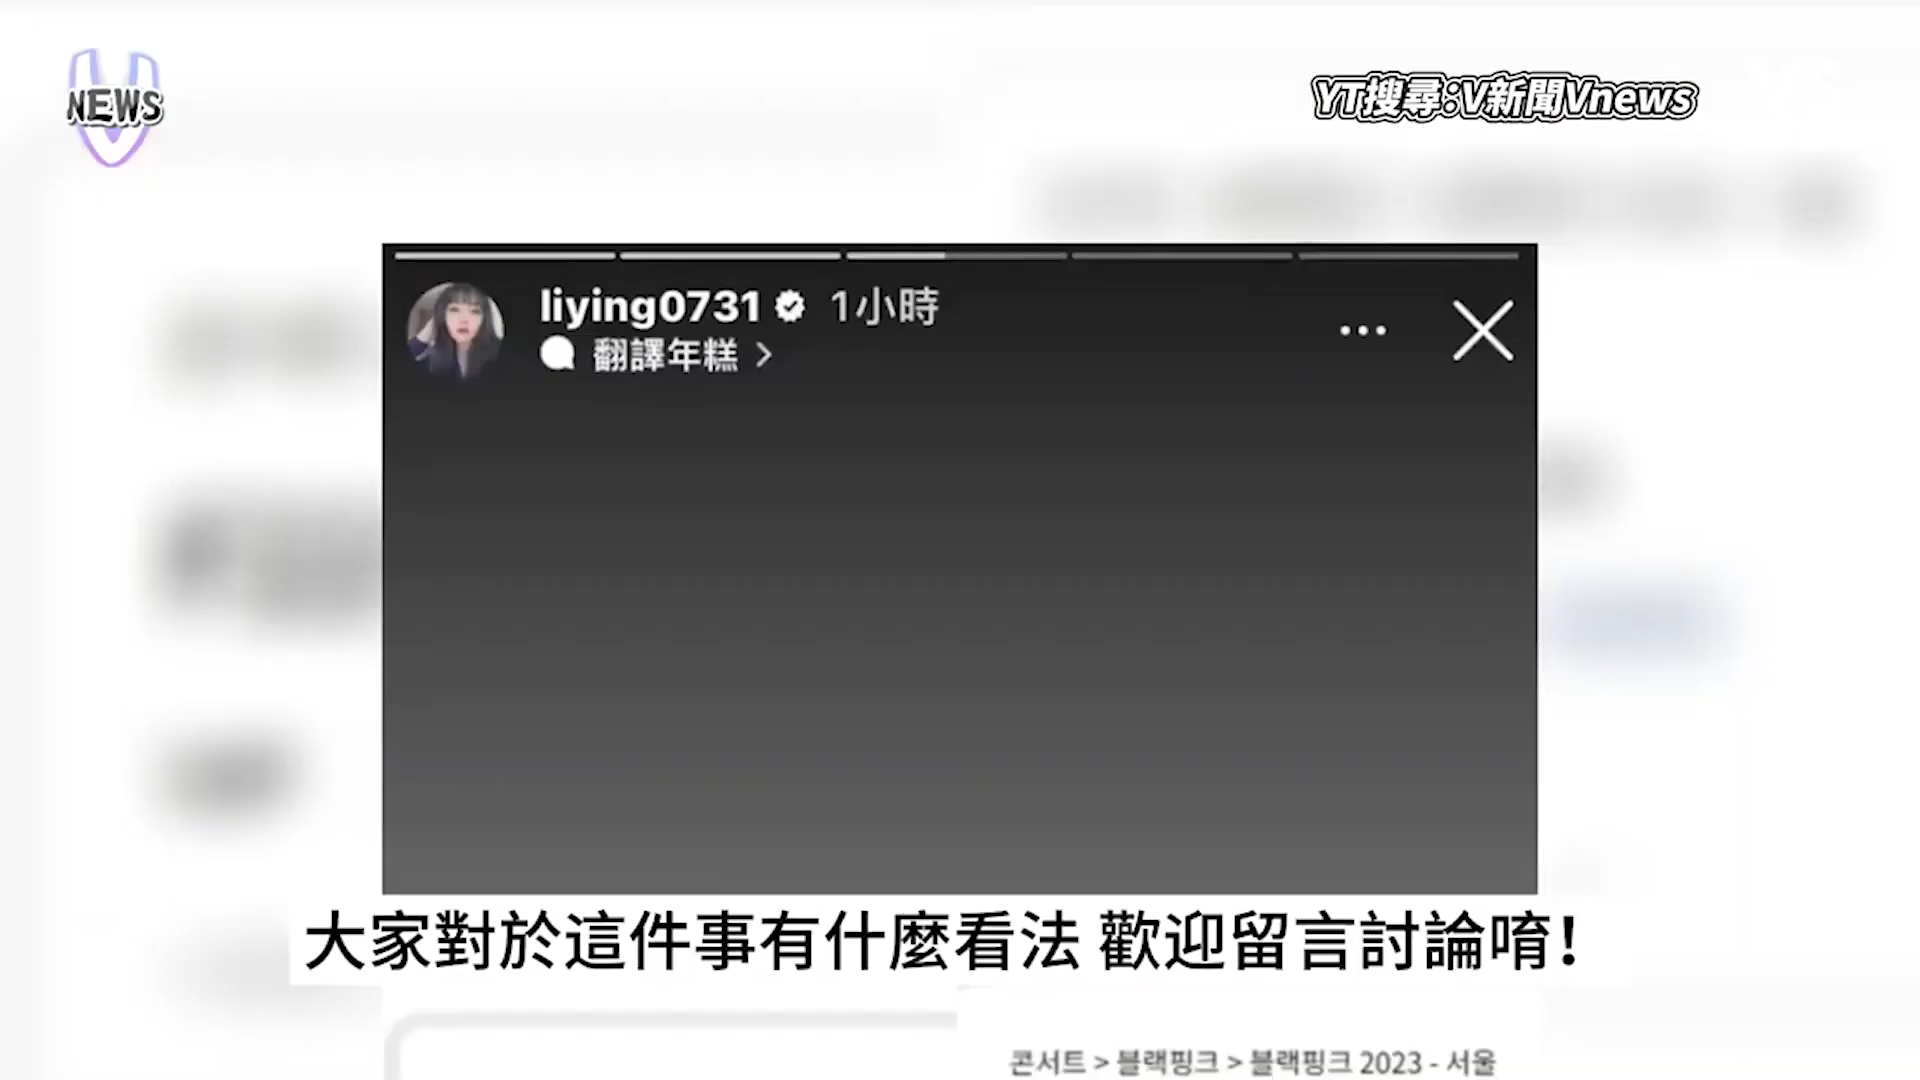 NEWS
YT搜尋:V新聞Vnews
liying0731 1小時
翻譯年糕 >
大家對於這件事有什麼看法 歡迎留言討論唷!
콘서트 > 블랙핑크 > 블랙핑크 2023 - 서울